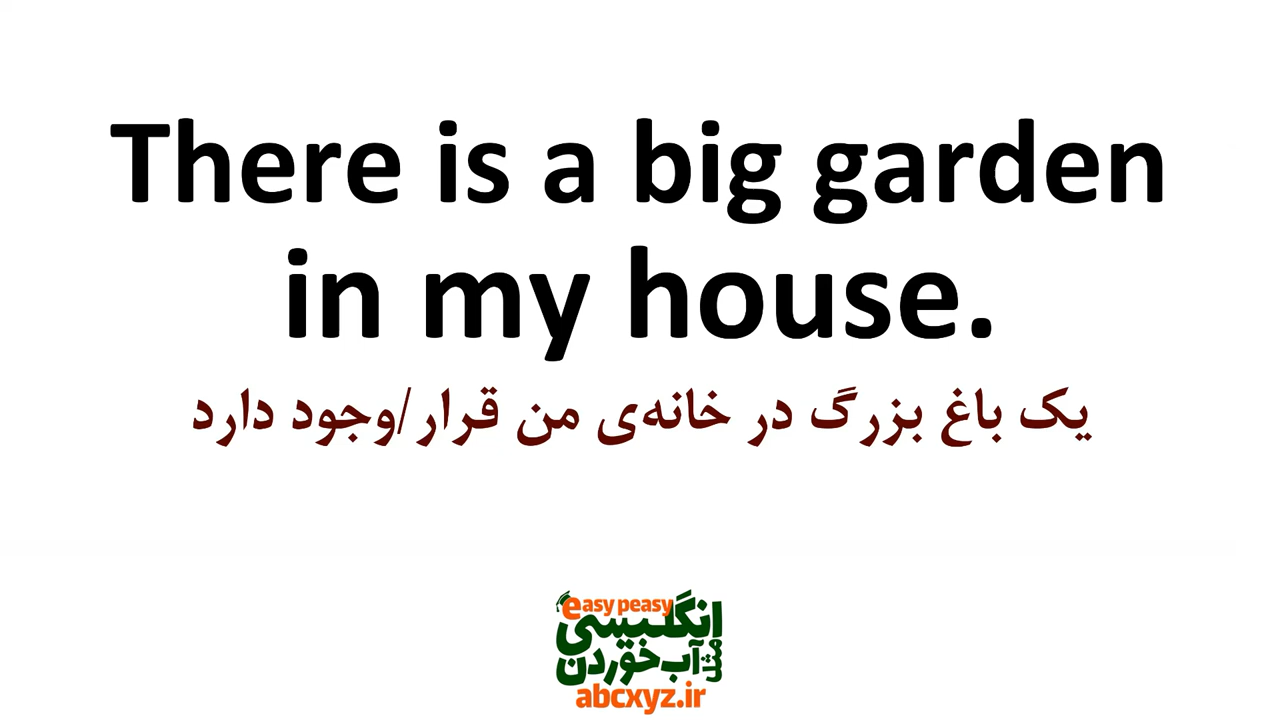 There is a big garden
in my house.
یک باغ بزرگ در خانه‌ی من قرار/وجود دارد
easy peasy
انگلیسی
مثل آب خوردن
abcxyz.ir